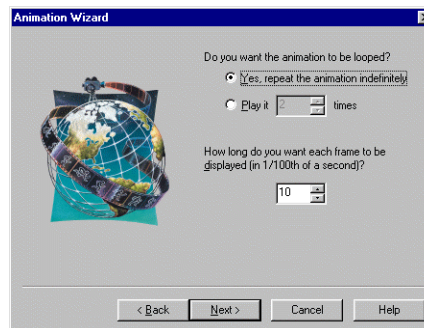 Animation Wizard
Do you want the animation to be looped?
Yes, repeat the animation indefinitely
Play it 2 times
How long do you want each frame to be
displayed (in 1/100th of a second)?
10
< Back Next > Cancel Help